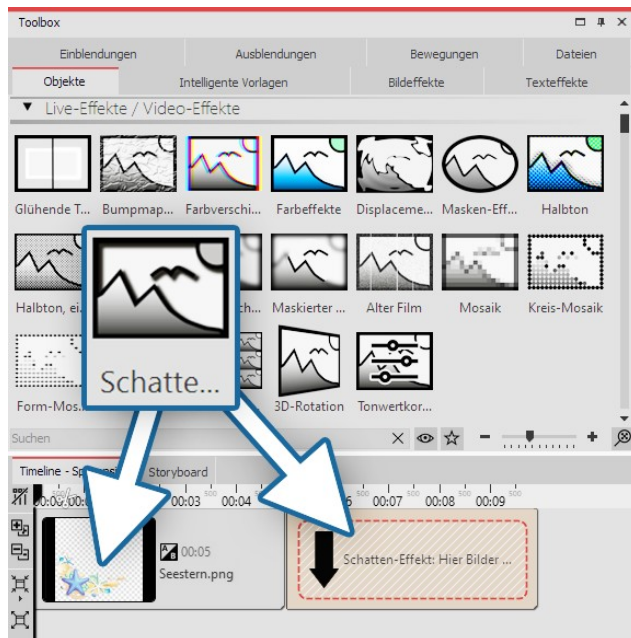 Toolbox
Einblendungen Ausblendungen Bewegungen Dateien
Objekte Intelligente Vorlagen Bildeffekte Texteffekte
Live-Effekte / Video-Effekte
Glühende T... Bumpmap... Farbverschi... Farbeffekte Displaceme... Masken-Eff... Halbton
Halbton, ei... Maskierter ... Alter Film Mosaik Kreis-Mosaik
Schatte...
Form-Mos... 3D-Rotation Tonwertkor...
Suchen
Timeline - Storyboard
00:03 00:04 00:07 00:08 00:09
00:05
Seestern.png
Schatten-Effekt: Hier Bilder ...